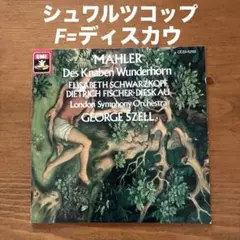 シュワルツコップ
F=ディスカウ
EMI
MAHLER
Des Knaben Wunderhorn
ELISABETH SCHWARZKOPF
DIETRICH FISCHER-DIESKAU
London Symphony Orchestra
GEORGE SZELL